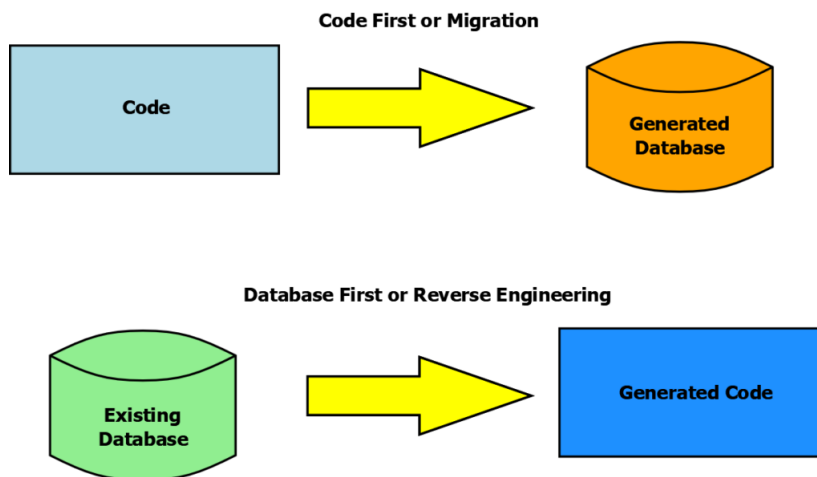 Code First or Migration
Code
Generated
Database
Database First or Reverse Engineering
Existing
Database
Generated Code